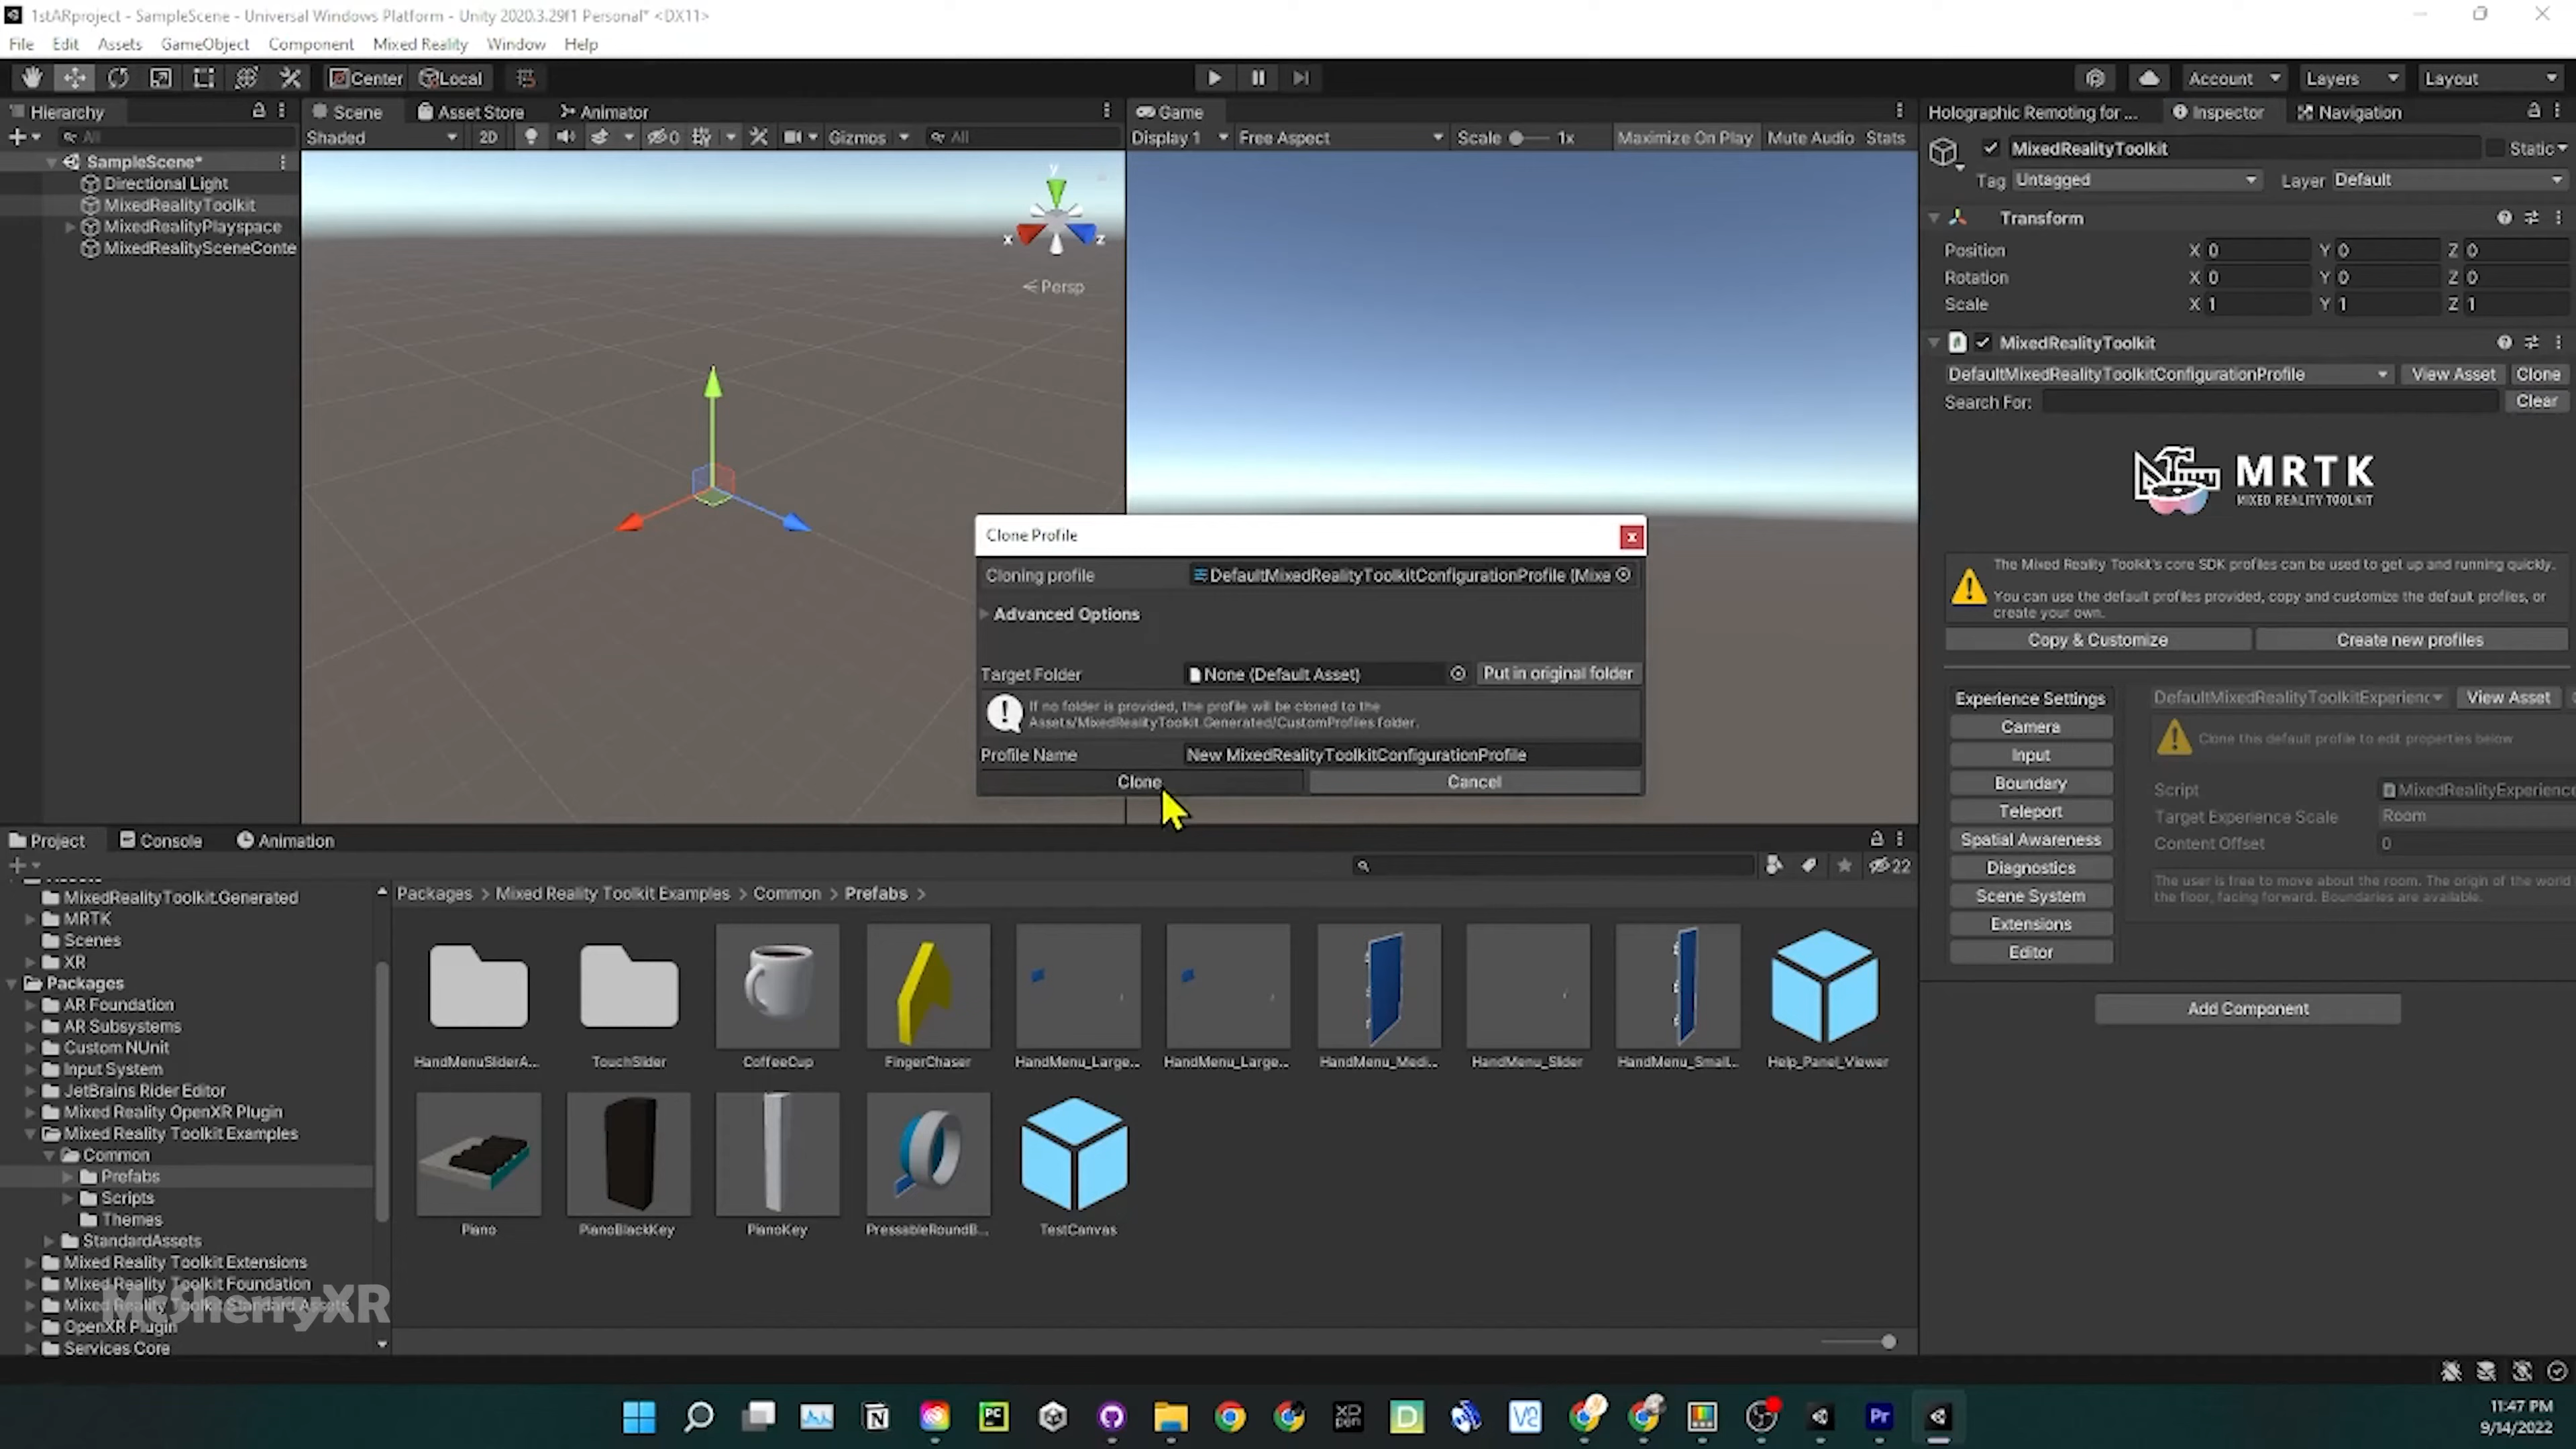 1stARproject - SampleScene - Universal Windows Platform - Unity 2020.3.29f1 Personal* <DX11>
File Edit Assets GameObject Component Mixed Reality Window Help
Center Local Account Layers Layout
Hierarchy Scene Asset Store Animator Game Holographic Remoting for ... Inspector Navigation
All Shaded 2D 0 Gizmos All Display 1 Free Aspect Scale 1x Maximize On Play Mute Audio Stats
SampleScene*
Directional Light
MixedRealityToolkit
MixedRealityPlayspace
MixedRealitySceneConte
y
x z
Persp
MixedRealityToolkit Static
Tag Untagged Layer Default
Transform
Position X 0 Y 0 Z 0
Rotation X 0 Y 0 Z 0
Scale X 1 Y 1 Z 1
MixedRealityToolkit
DefaultMixedRealityToolkitConfigurationProfile View Asset Clone
Search For: Clear
MRTK
MIXED REALITY TOOLKIT
The Mixed Reality Toolkit's core SDK profiles can be used to get up and running quickly.
You can use the default profiles provided, copy and customize the default profiles, or
create your own.
Copy & Customize Create new profiles
Experience Settings DefaultMixedRealityToolkitExperienc View Asset
Camera
Clone this default profile to edit properties below
Input
Boundary
Script MixedRealityExperience
Teleport
Target Experience Scale Room
Spatial Awareness
Content Offset 0
Diagnostics
The user is free to move about the room. The origin of the world
the floor, facing forward. Boundaries are available.
Scene System
Extensions
Editor
Add Component
Clone Profile
x
Cloning profile DefaultMixedRealityToolkitConfigurationProfile (Mixe
Advanced Options
Target Folder None (Default Asset) Put in original folder
If no folder is provided, the profile will be cloned to the
Assets/MixedRealityToolkit.Generated/CustomProfiles folder.
Profile Name New MixedRealityToolkitConfigurationProfile
Clone Cancel
Project Console Animation
22
MixedRealityToolkit.Generated
MRTK
Scenes
XR
Packages
AR Foundation
AR Subsystems
Custom NUnit
Input System
JetBrains Rider Editor
Mixed Reality OpenXR Plugin
Mixed Reality Toolkit Examples
Common
Prefabs
Scripts
Themes
StandardAssets
Mixed Reality Toolkit Extensions
Mixed Reality Toolkit Foundation
Mixed Reality Toolkit Standard Assets
OpenXR Plugin
Services Core
McSherryXR
Packages > Mixed Reality Toolkit Examples > Common > Prefabs >
HandMenuSliderA... TouchSlider CoffeeCup FingerChaser HandMenu_Large... HandMenu_Large... HandMenu_Medi... HandMenu_Slider HandMenu_Small... Help_Panel_Viewer
Piano PianoBlackKey PianoKey PressableRoundB... TestCanvas
N PC XP pen D V2 Pr
11:47 PM
9/14/2022